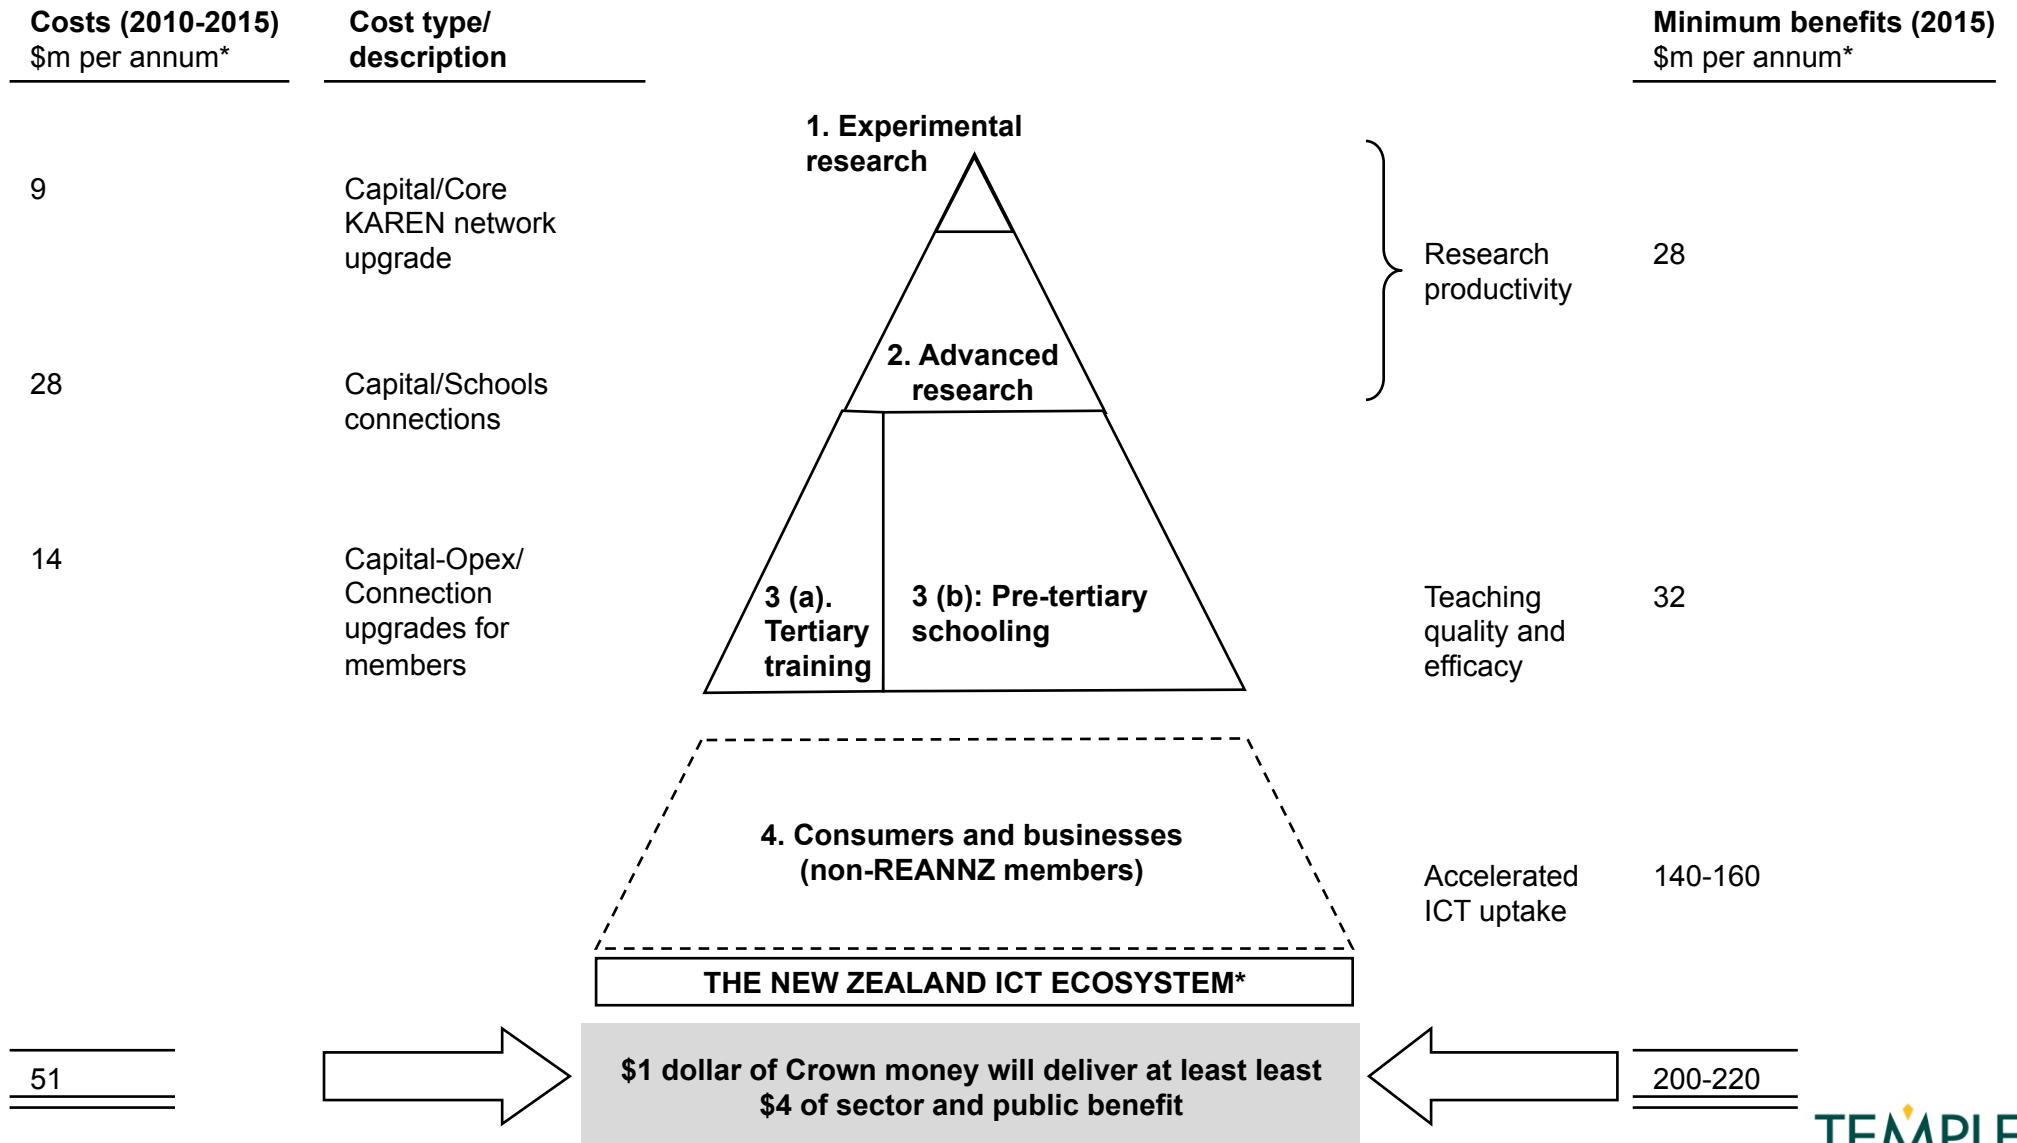 Costs (2010-2015)
$m per annum*
Cost type/
description
Minimum benefits (2015)
$m per annum*
1. Experimental
research
9
Capital/Core
KAREN network
upgrade
Research
productivity
28
2. Advanced
research
28
Capital/Schools
connections
14
Capital-Opex/
Connection
upgrades for
members
3 (a).
Tertiary
training
3 (b): Pre-tertiary
schooling
Teaching
quality and
efficacy
32
4. Consumers and businesses
(non-REANNZ members)
Accelerated
ICT uptake
140-160
THE NEW ZEALAND ICT ECOSYSTEM*
51
$1 dollar of Crown money will deliver at least least
$4 of sector and public benefit
200-220
TEMPLE